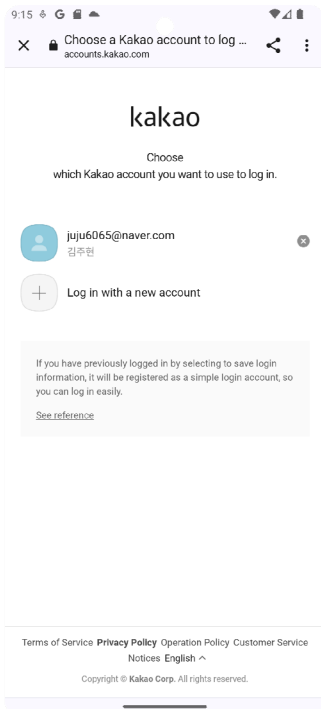 9:15
Choose a Kakao account to log ...
accounts.kakao.com
kakao
Choose
which Kakao account you want to use to log in.
juju6065@naver.com
김주현
Log in with a new account
If you have previously logged in by selecting to save login
information, it will be registered as a simple login account, so
you can log in easily.
See reference
Terms of Service Privacy Policy Operation Policy Customer Service
Notices English
Copyright © Kakao Corp. All rights reserved.